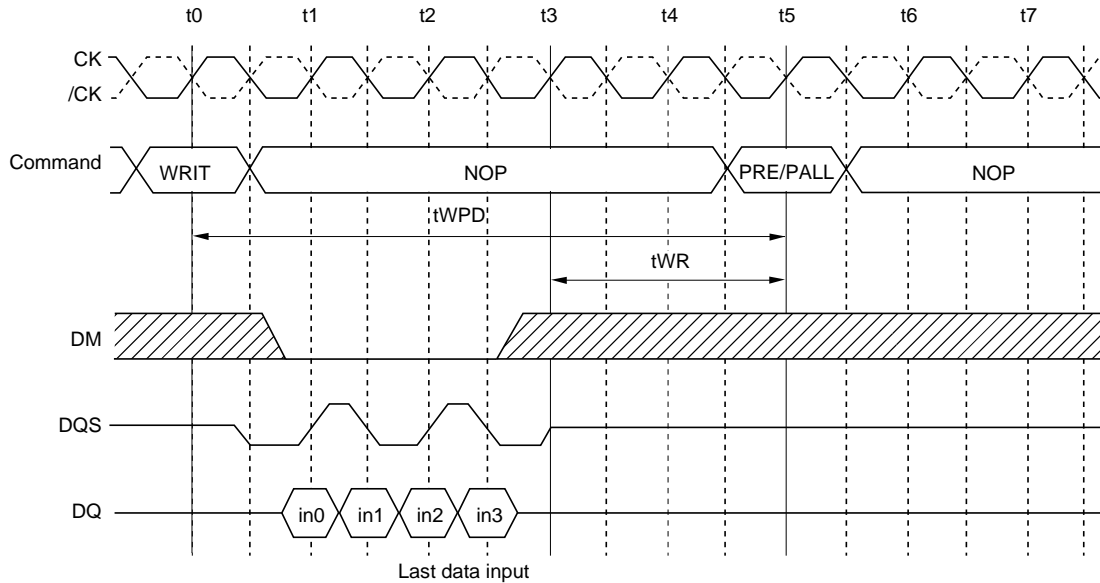 t0 t1 t2 t3 t4 t5 t6 t7
CK
/CK
Command WRIT NOP PRE/PALL NOP
tWPD
tWR
DM
DQS
DQ in0 in1 in2 in3
Last data input